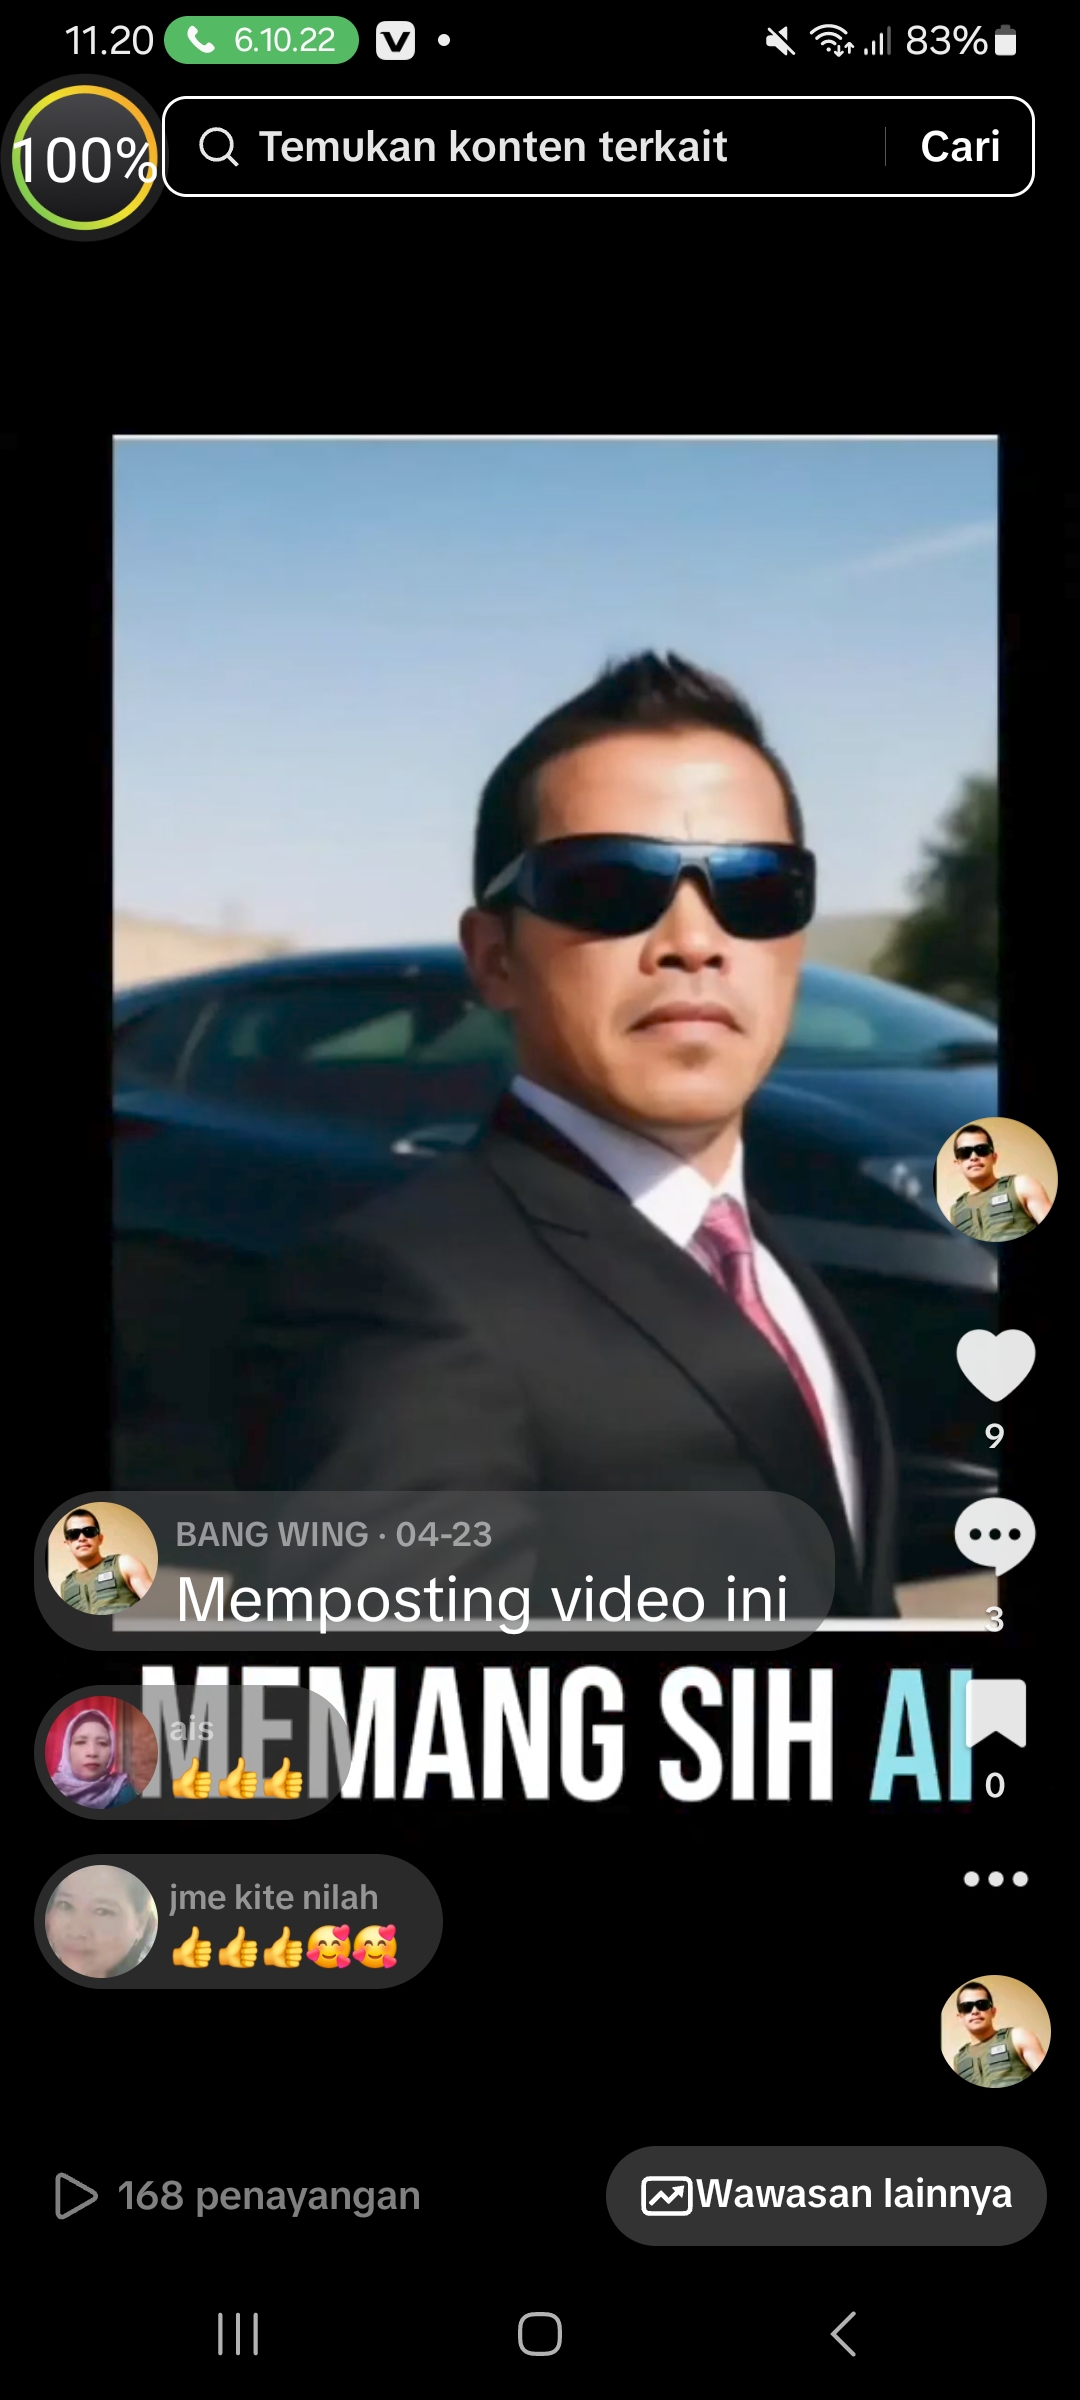 11.20 6.10.22 V 83%
100%
Temukan konten terkait Cari
9
BANG WING · 04-23
Memposting video ini
3
MEMANG SIH AI
ais
👍👍👍
0
jme kite nilah
👍👍👍🥰🥰
168 penayangan
Wawasan lainnya